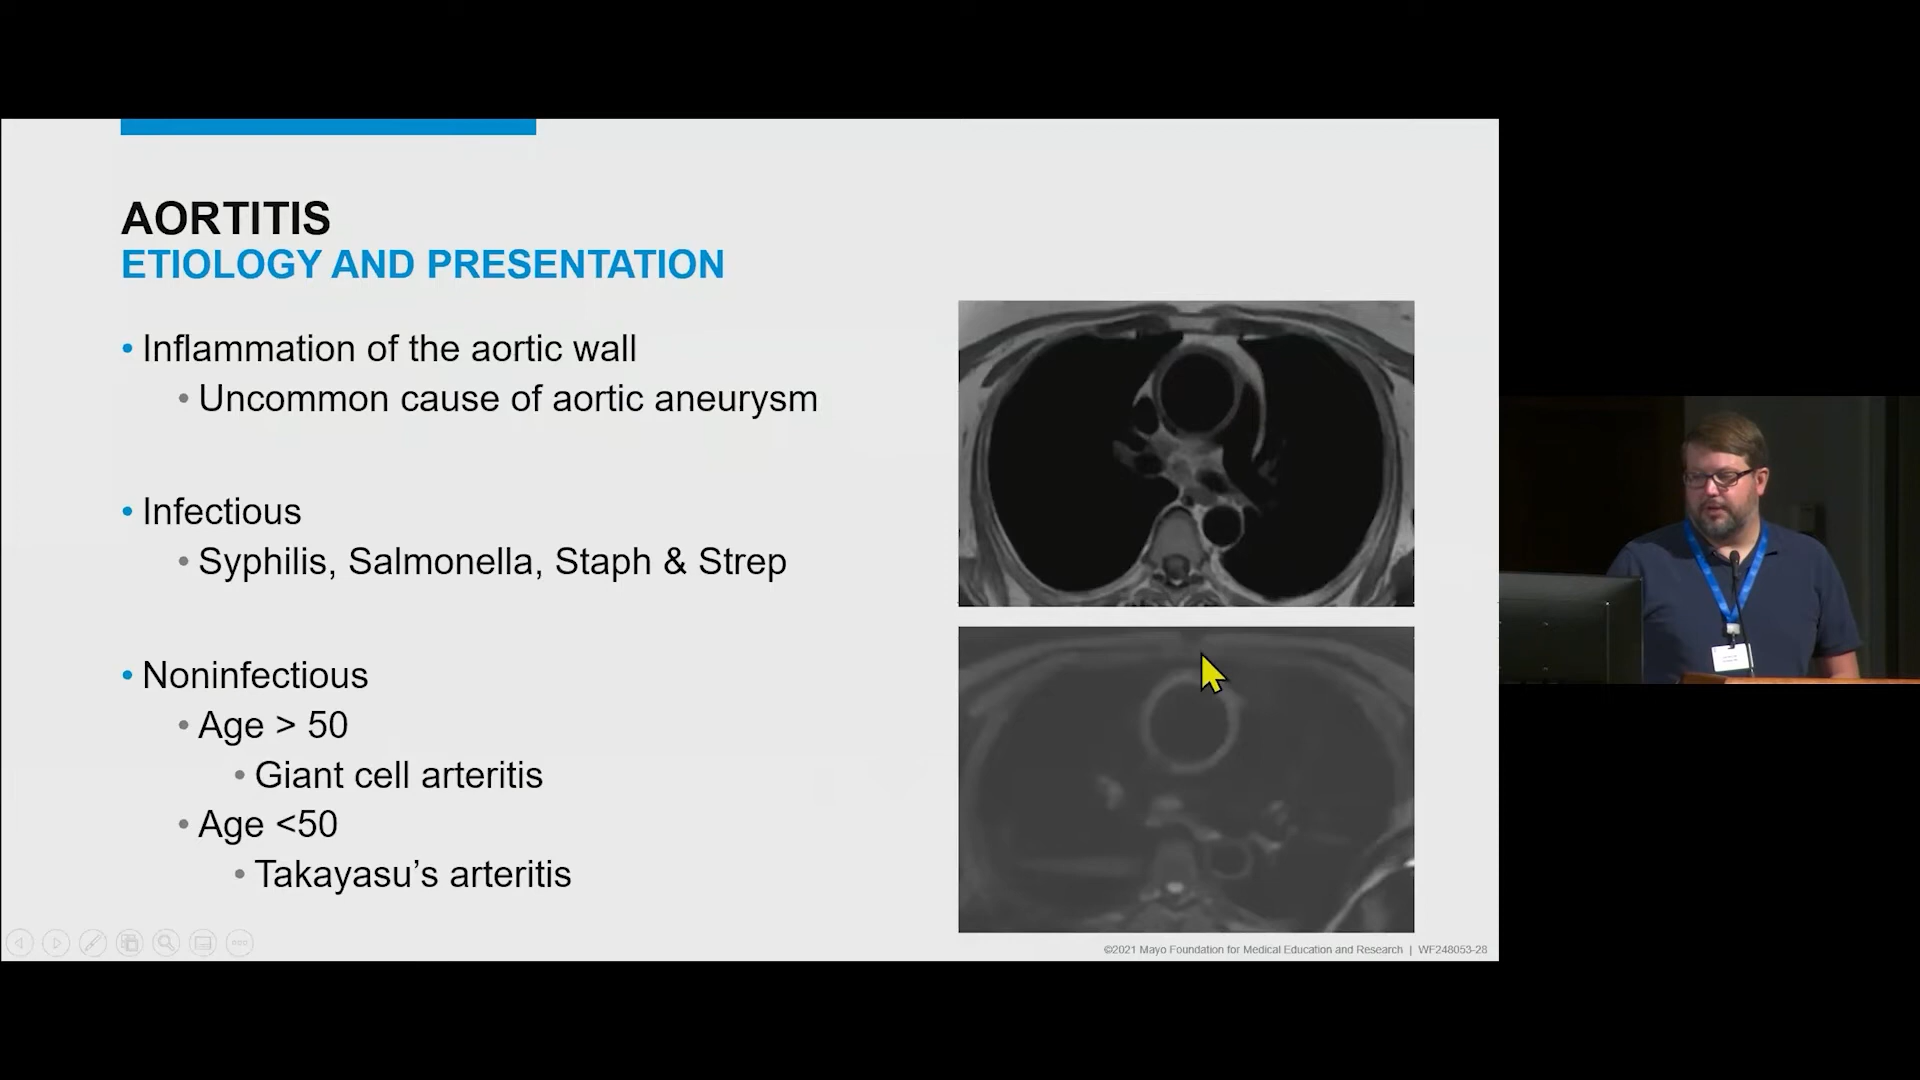 AORTITIS
ETIOLOGY AND PRESENTATION
• Inflammation of the aortic wall
• Uncommon cause of aortic aneurysm
• Infectious
• Syphilis, Salmonella, Staph & Strep
• Noninfectious
• Age > 50
• Giant cell arteritis
• Age <50
• Takayasu’s arteritis
©2021 Mayo Foundation for Medical Education and Research | WF248053-28